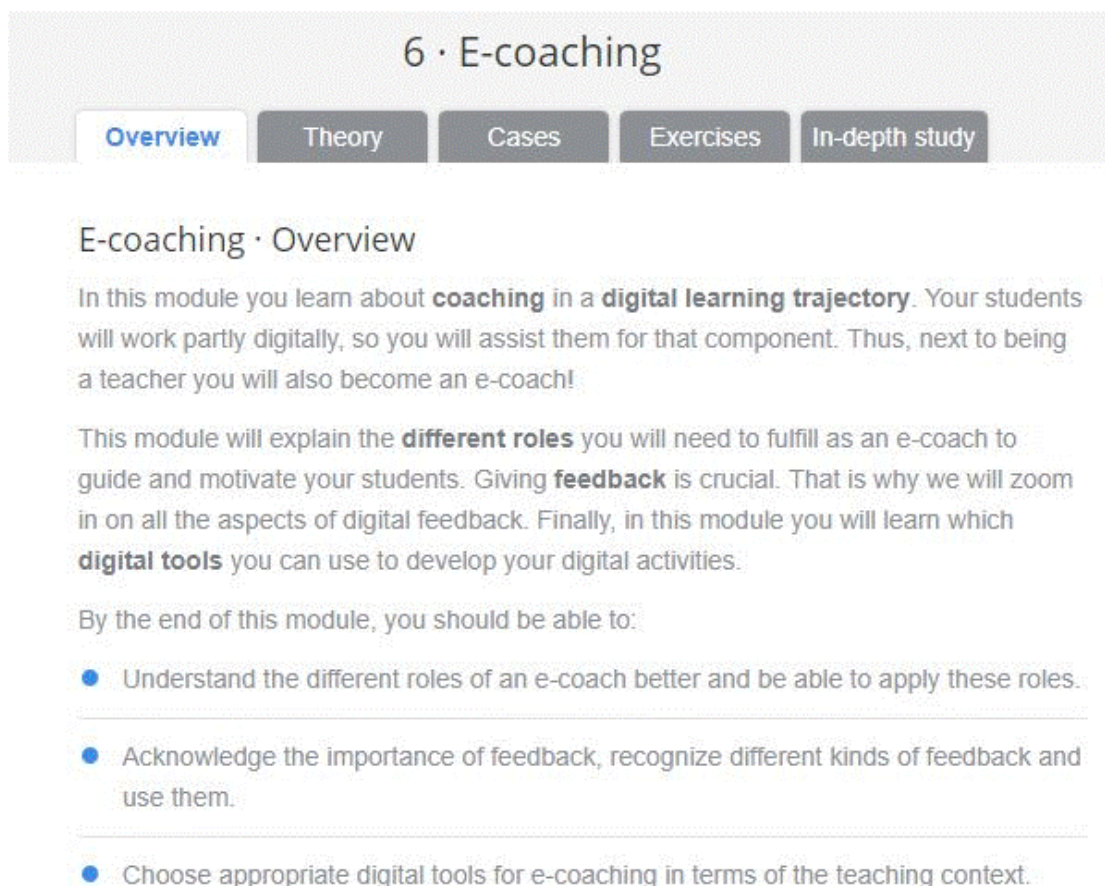 6 · E-coaching
Overview Theory Cases Exercises In-depth study
E-coaching · Overview
In this module you learn about coaching in a digital learning trajectory. Your students
will work partly digitally, so you will assist them for that component. Thus, next to being
a teacher you will also become an e-coach!
This module will explain the different roles you will need to fulfill as an e-coach to
guide and motivate your students. Giving feedback is crucial. That is why we will zoom
in on all the aspects of digital feedback. Finally, in this module you will learn which
digital tools you can use to develop your digital activities.
By the end of this module, you should be able to:
Understand the different roles of an e-coach better and be able to apply these roles.
Acknowledge the importance of feedback, recognize different kinds of feedback and
use them.
Choose appropriate digital tools for e-coaching in terms of the teaching context.